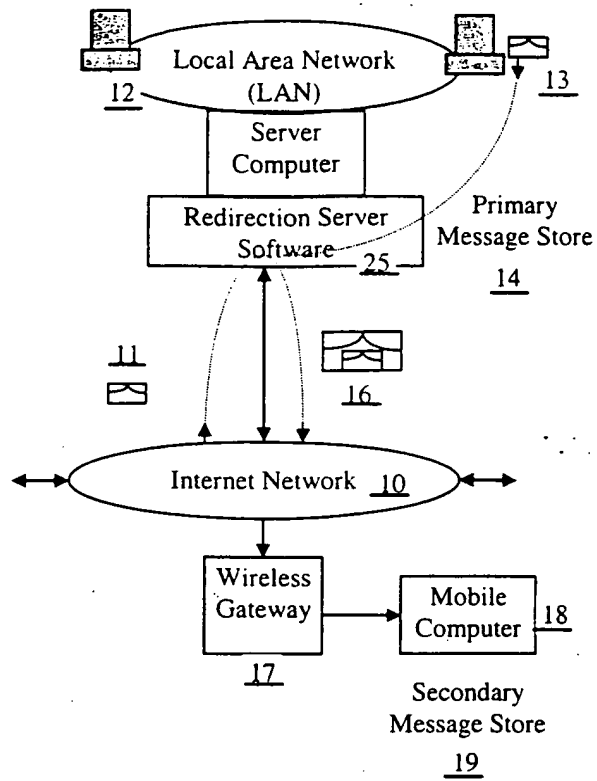 Local Area Network
(LAN)
12
13
Server
Computer
Redirection Server
Software
25
Primary
Message Store
14
11
16
Internet Network 10
Wireless
Gateway
17
Mobile
Computer
18
Secondary
Message Store
19